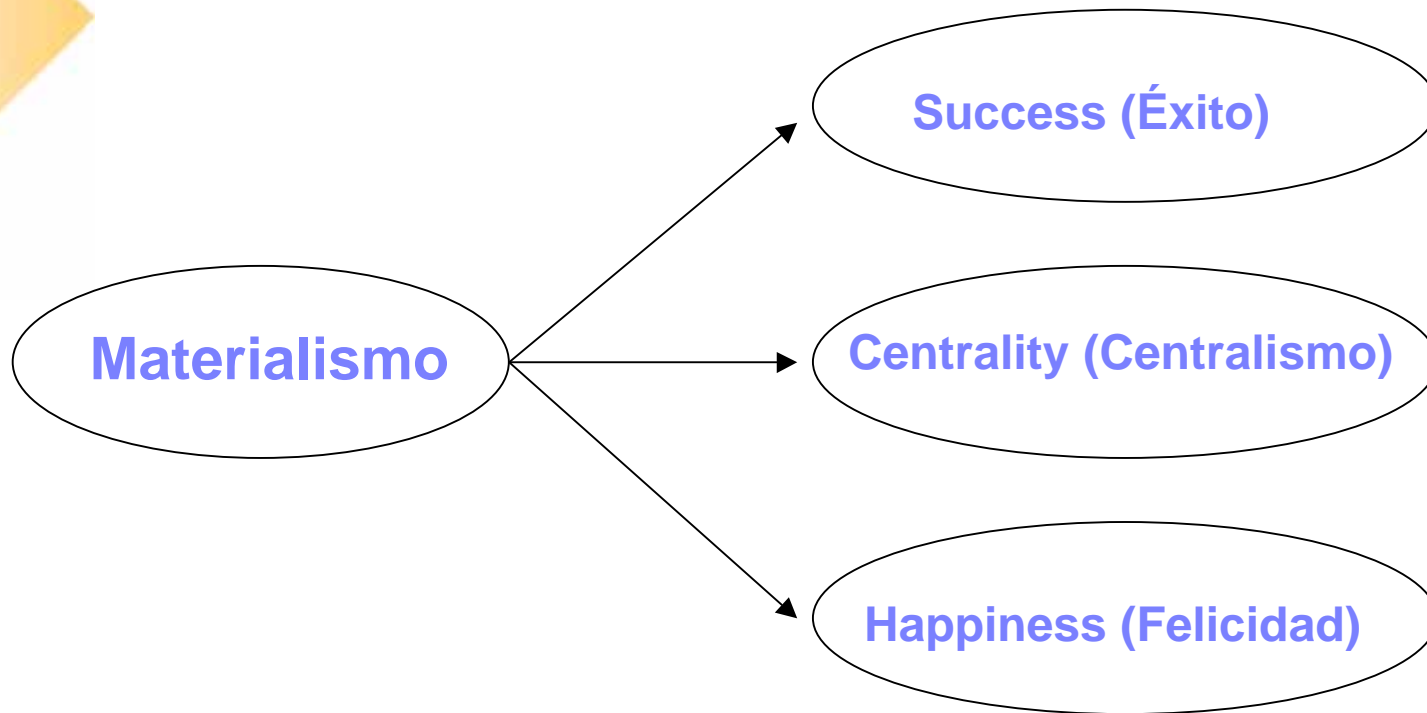 Success (Éxito)
Materialismo
Centrality (Centralismo)
Happiness (Felicidad)